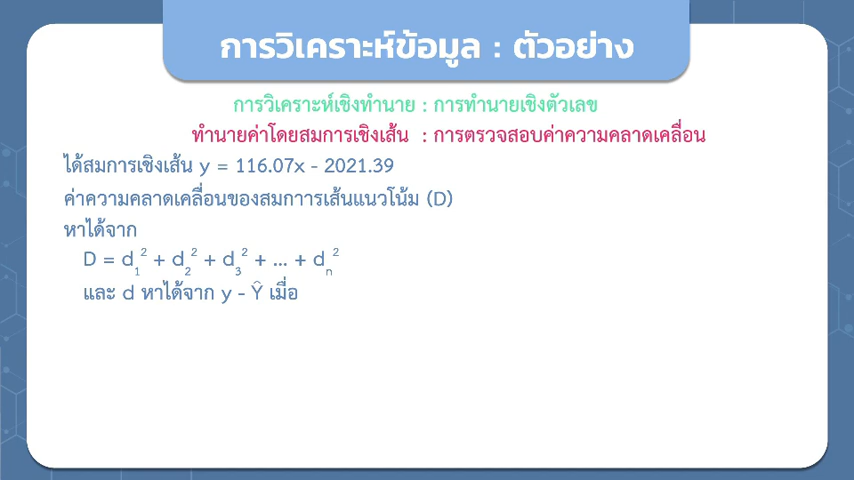 การวิเคราะห์ข้อมูล : ตัวอย่าง
การวิเคราะห์เชิงทำนาย : การทำนายเชิงตัวเลข
ทำนายค่าโดยสมการเชิงเส้น : การตรวจสอบค่าความคลาดเคลื่อน
ได้สมการเชิงเส้น y = 116.07x - 2021.39
ค่าความคลาดเคลื่อนของสมกาารเส้นแนวโน้ม (D)
หาได้จาก
D = d₁² + d₂² + d₃² + ... + dₙ²
และ d หาได้จาก y - Ŷ เมื่อ